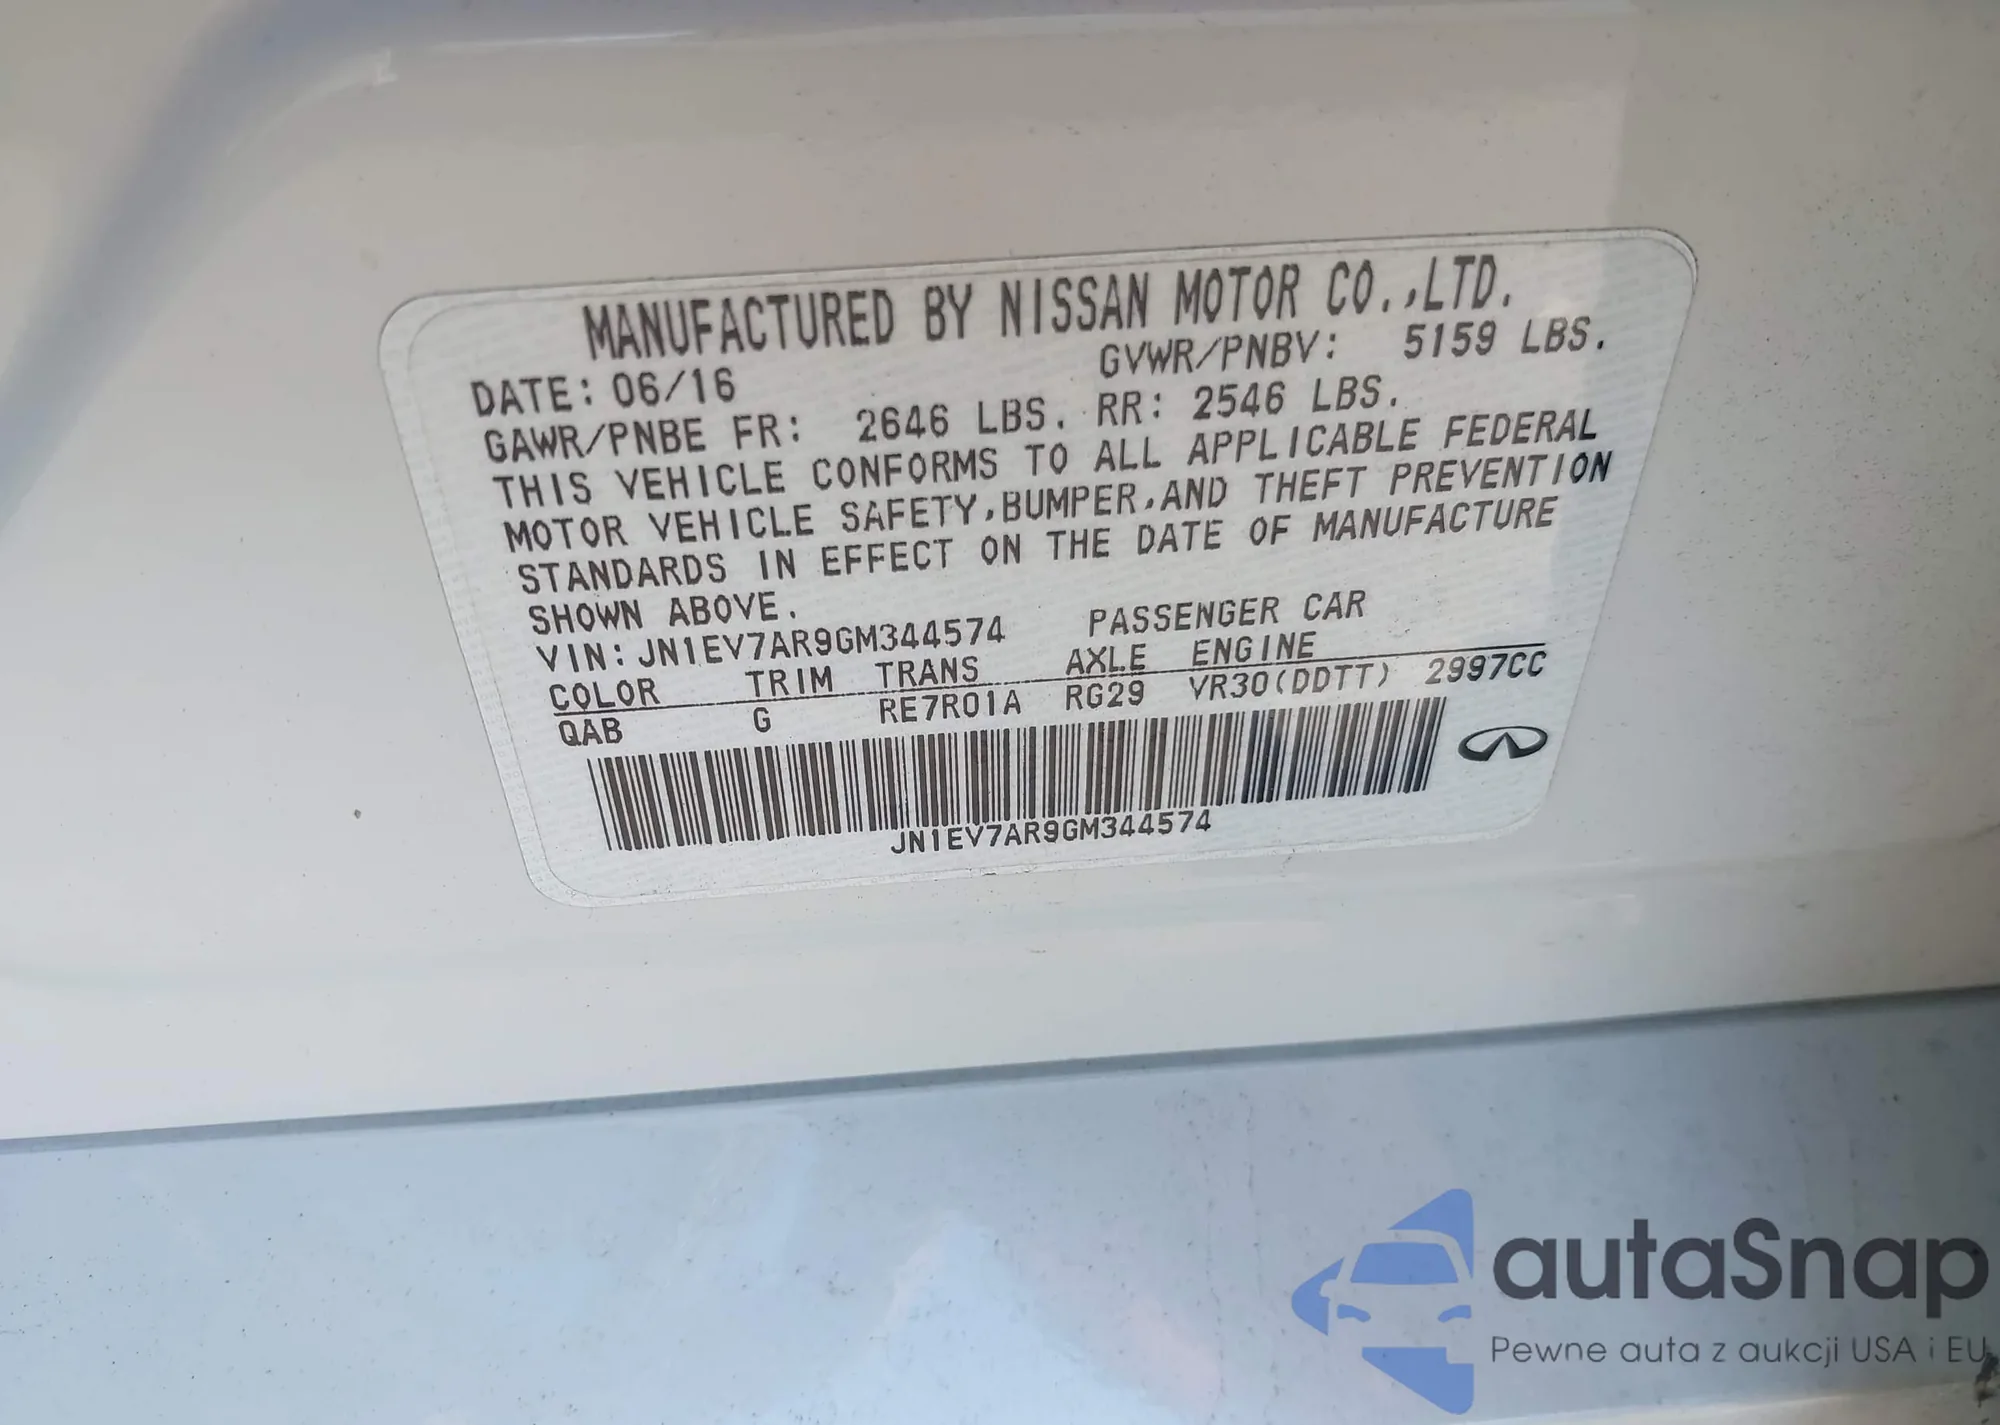 MANUFACTURED BY NISSAN MOTOR CO.,LTD.
DATE: 06/16 GVWR/PNBV: 5159 LBS.
GAWR/PNBE FR: 2646 LBS. RR: 2546 LBS.
THIS VEHICLE CONFORMS TO ALL APPLICABLE FEDERAL
MOTOR VEHICLE SAFETY,BUMPER,AND THEFT PREVENTION
STANDARDS IN EFFECT ON THE DATE OF MANUFACTURE
SHOWN ABOVE.
VIN: JN1EV7AR9GM344574 PASSENGER CAR
COLOR TRIM TRANS AXLE ENGINE
QAB G RE7R01A RG29 VR30(DDTT) 2997CC
JN1EV7AR9GM344574
autaSnap
Pewne auta z aukcji USA i EU